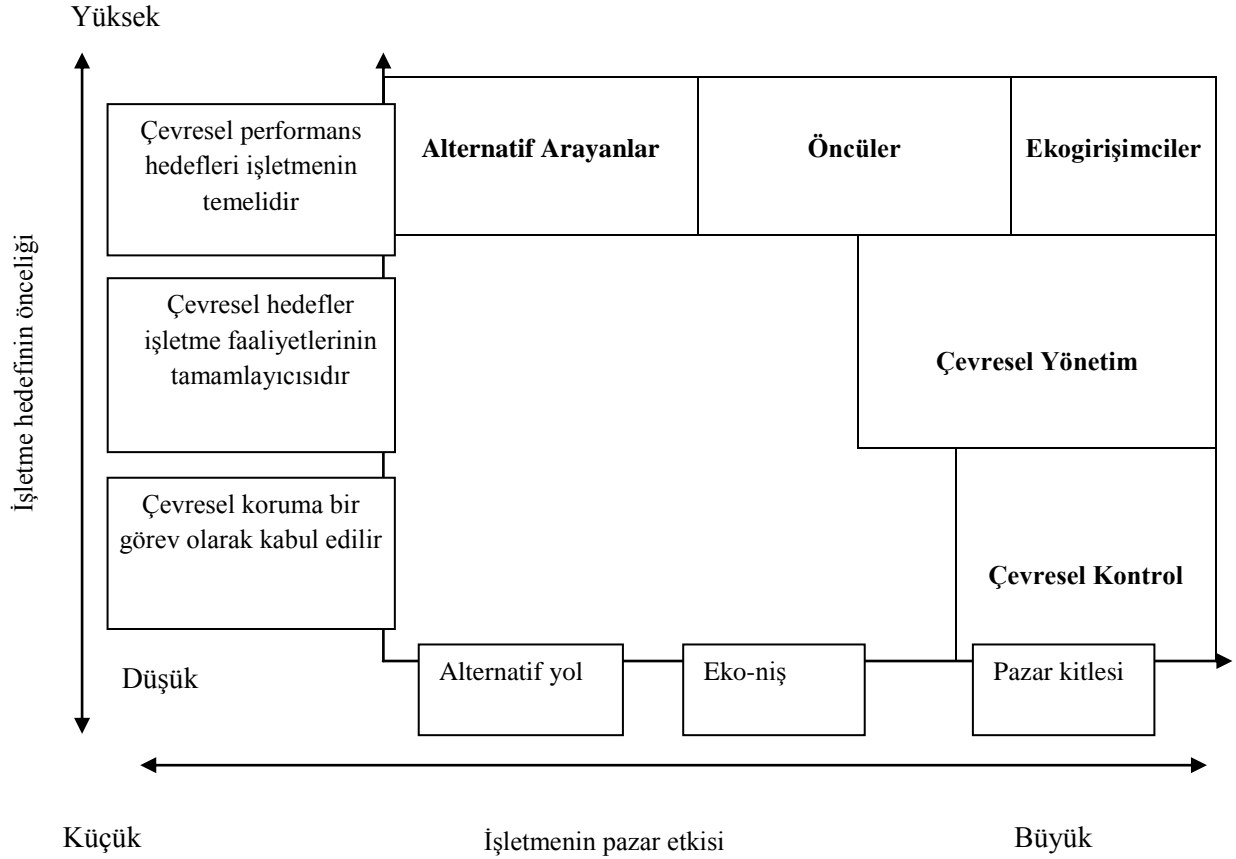 Yüksek
Çevresel performans
hedefleri işletmenin
temelidir
Alternatif Arayanlar
Öncüler
Ekogirişimciler
İşletme hedefinin önceliği
Çevresel hedefler
işletme faaliyetlerinin
tamamlayıcısıdır
Çevresel Yönetim
Çevresel koruma bir
görev olarak kabul edilir
Çevresel Kontrol
Düşük
Alternatif yol
Eko-niş
Pazar kitlesi
Küçük
İşletmenin pazar etkisi
Büyük